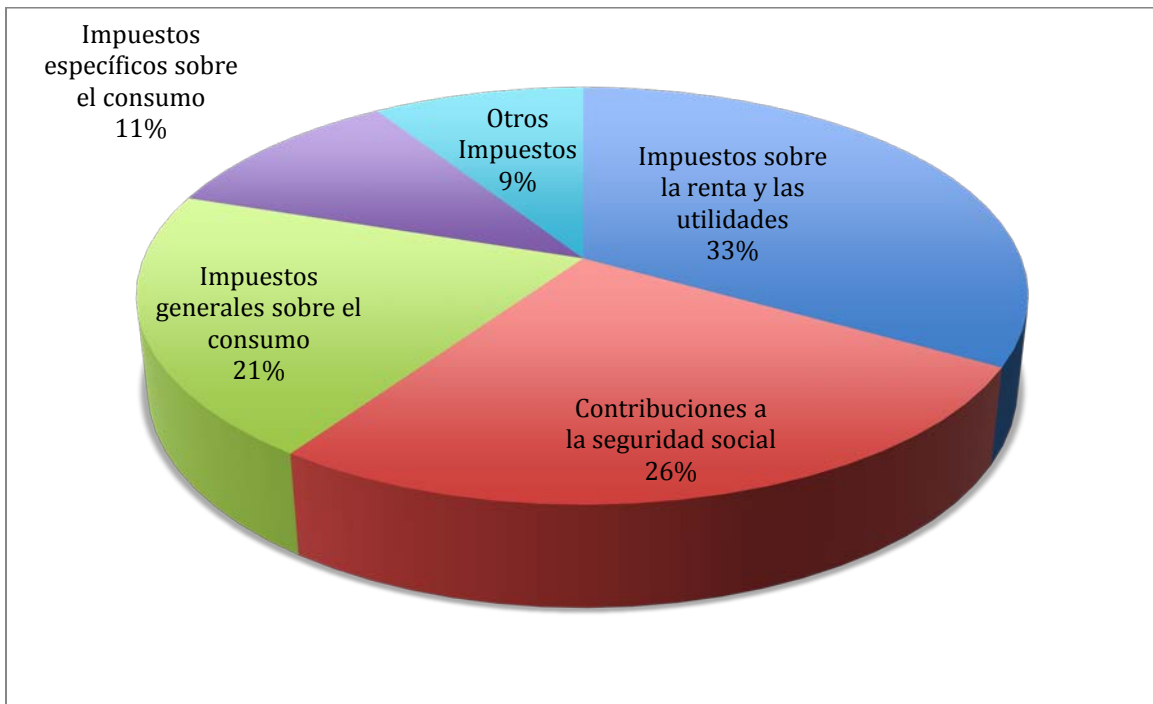 Impuestos
específicos sobre
el consumo
11%
Otros
Impuestos
9%
Impuestos sobre
la renta y las
utilidades
33%
Impuestos
generales sobre el
consumo
21%
Contribuciones a
la seguridad social
26%